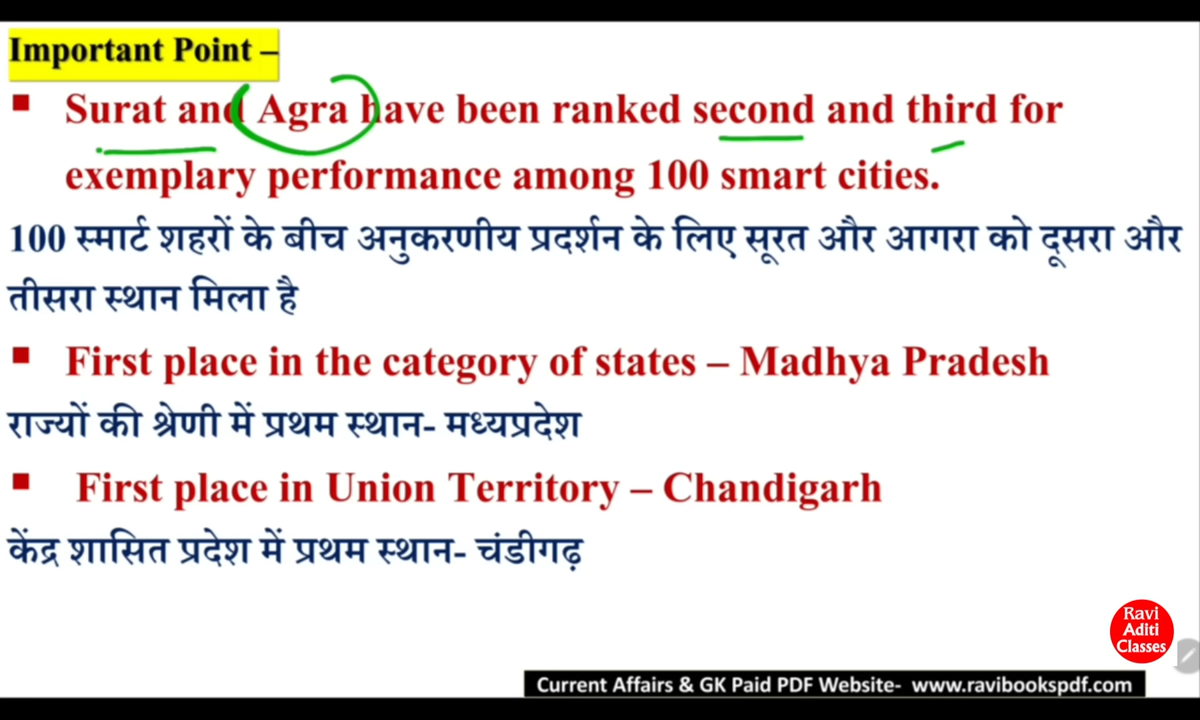 Important Point –
▪ Surat and Agra have been ranked second and third for
exemplary performance among 100 smart cities.
100 स्मार्ट शहरों के बीच अनुकरणीय प्रदर्शन के लिए सूरत और आगरा को दूसरा और
तीसरा स्थान मिला है
▪ First place in the category of states – Madhya Pradesh
राज्यों की श्रेणी में प्रथम स्थान- मध्यप्रदेश
▪ First place in Union Territory – Chandigarh
केंद्र शासित प्रदेश में प्रथम स्थान- चंडीगढ़
Ravi
Aditi
Classes
Current Affairs & GK Paid PDF Website- www.ravibookspdf.com